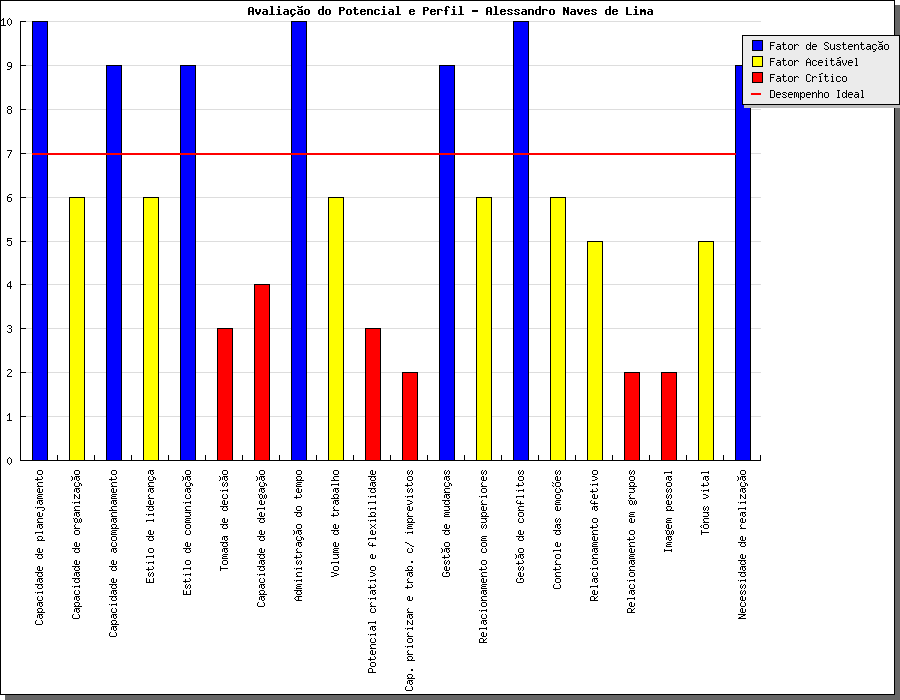 Avaliação do Potencial e Perfil - Alessandro Naves de Lima
Fator de Sustentação
Fator Aceitável
Fator Crítico
Desempenho Ideal
10
9
8
7
6
5
4
3
2
1
0
Capacidade de planejamento
Capacidade de organização
Capacidade de acompanhamento
Estilo de liderança
Estilo de comunicação
Tomada de decisão
Capacidade de delegação
Administração do tempo
Volume de trabalho
Potencial criativo e flexibilidade
Cap. priorizar e trab. c/ imprevistos
Gestão de mudanças
Relacionamento com superiores
Gestão de conflitos
Controle das emoções
Relacionamento afetivo
Relacionamento em grupos
Imagem pessoal
Tônus vital
Necessidade de realização